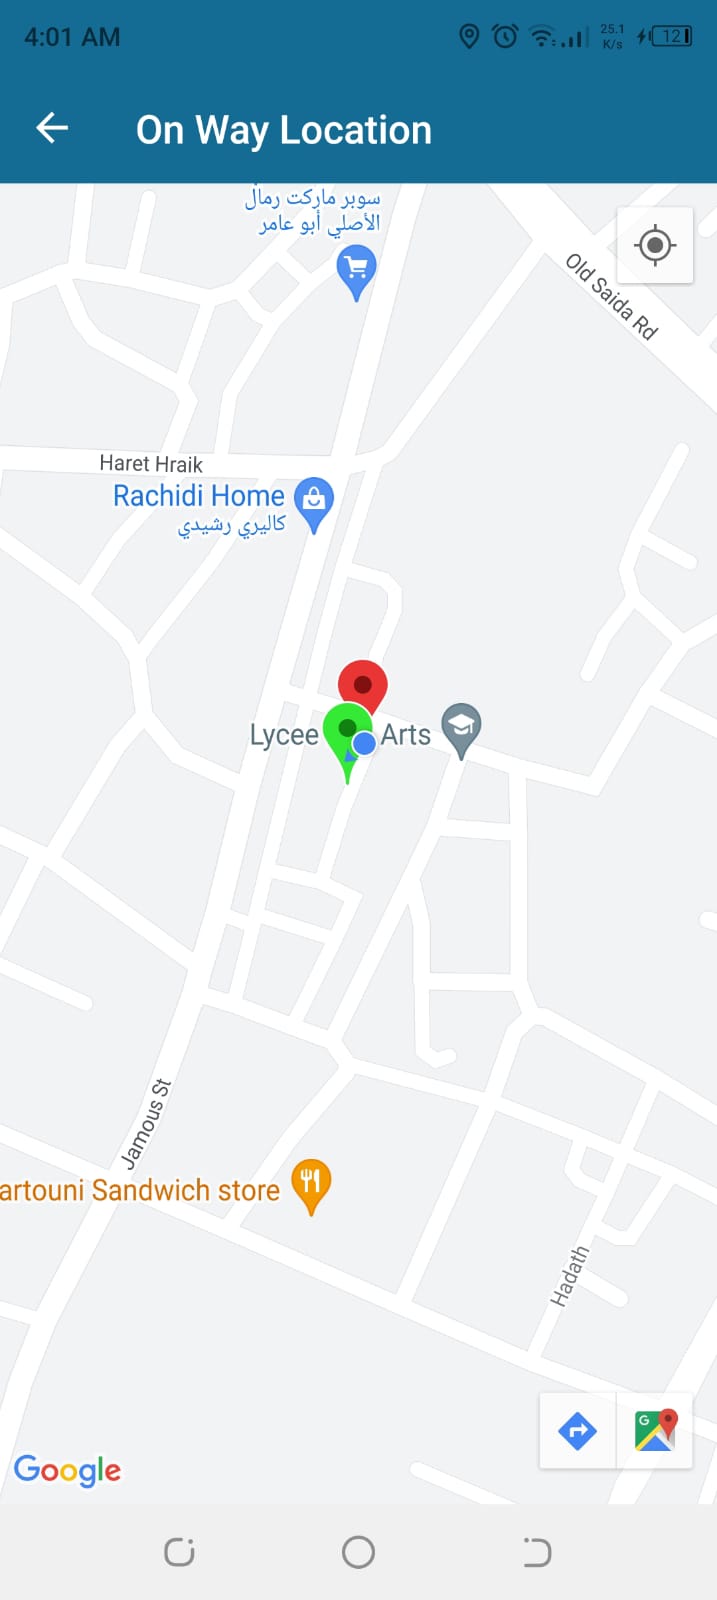 4:01 AM
25.1
K/s
12
On Way Location
سوبر ماركت رمال
الأصلي أبو عامر
Old Saida Rd
Haret Hraik
Rachidi Home
كاليري رشيدي
Lycee
Arts
Jamous St
artouni Sandwich store
Hadath
G
Google